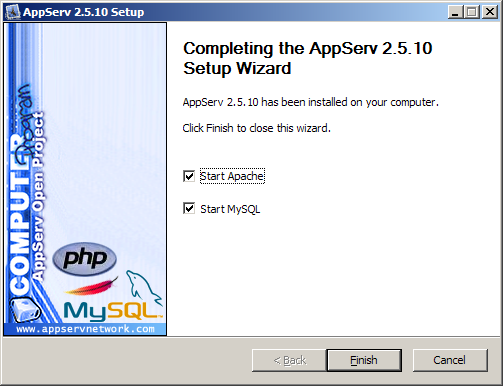 AppServ 2.5.10 Setup
Completing the AppServ 2.5.10
Setup Wizard
AppServ 2.5.10 has been installed on your computer.
Click Finish to close this wizard.
Start Apache
Start MySQL
COMPUTER
Program
AppServ Open Project
php
MySQL
www.appservnetwork.com
< Back
Finish
Cancel